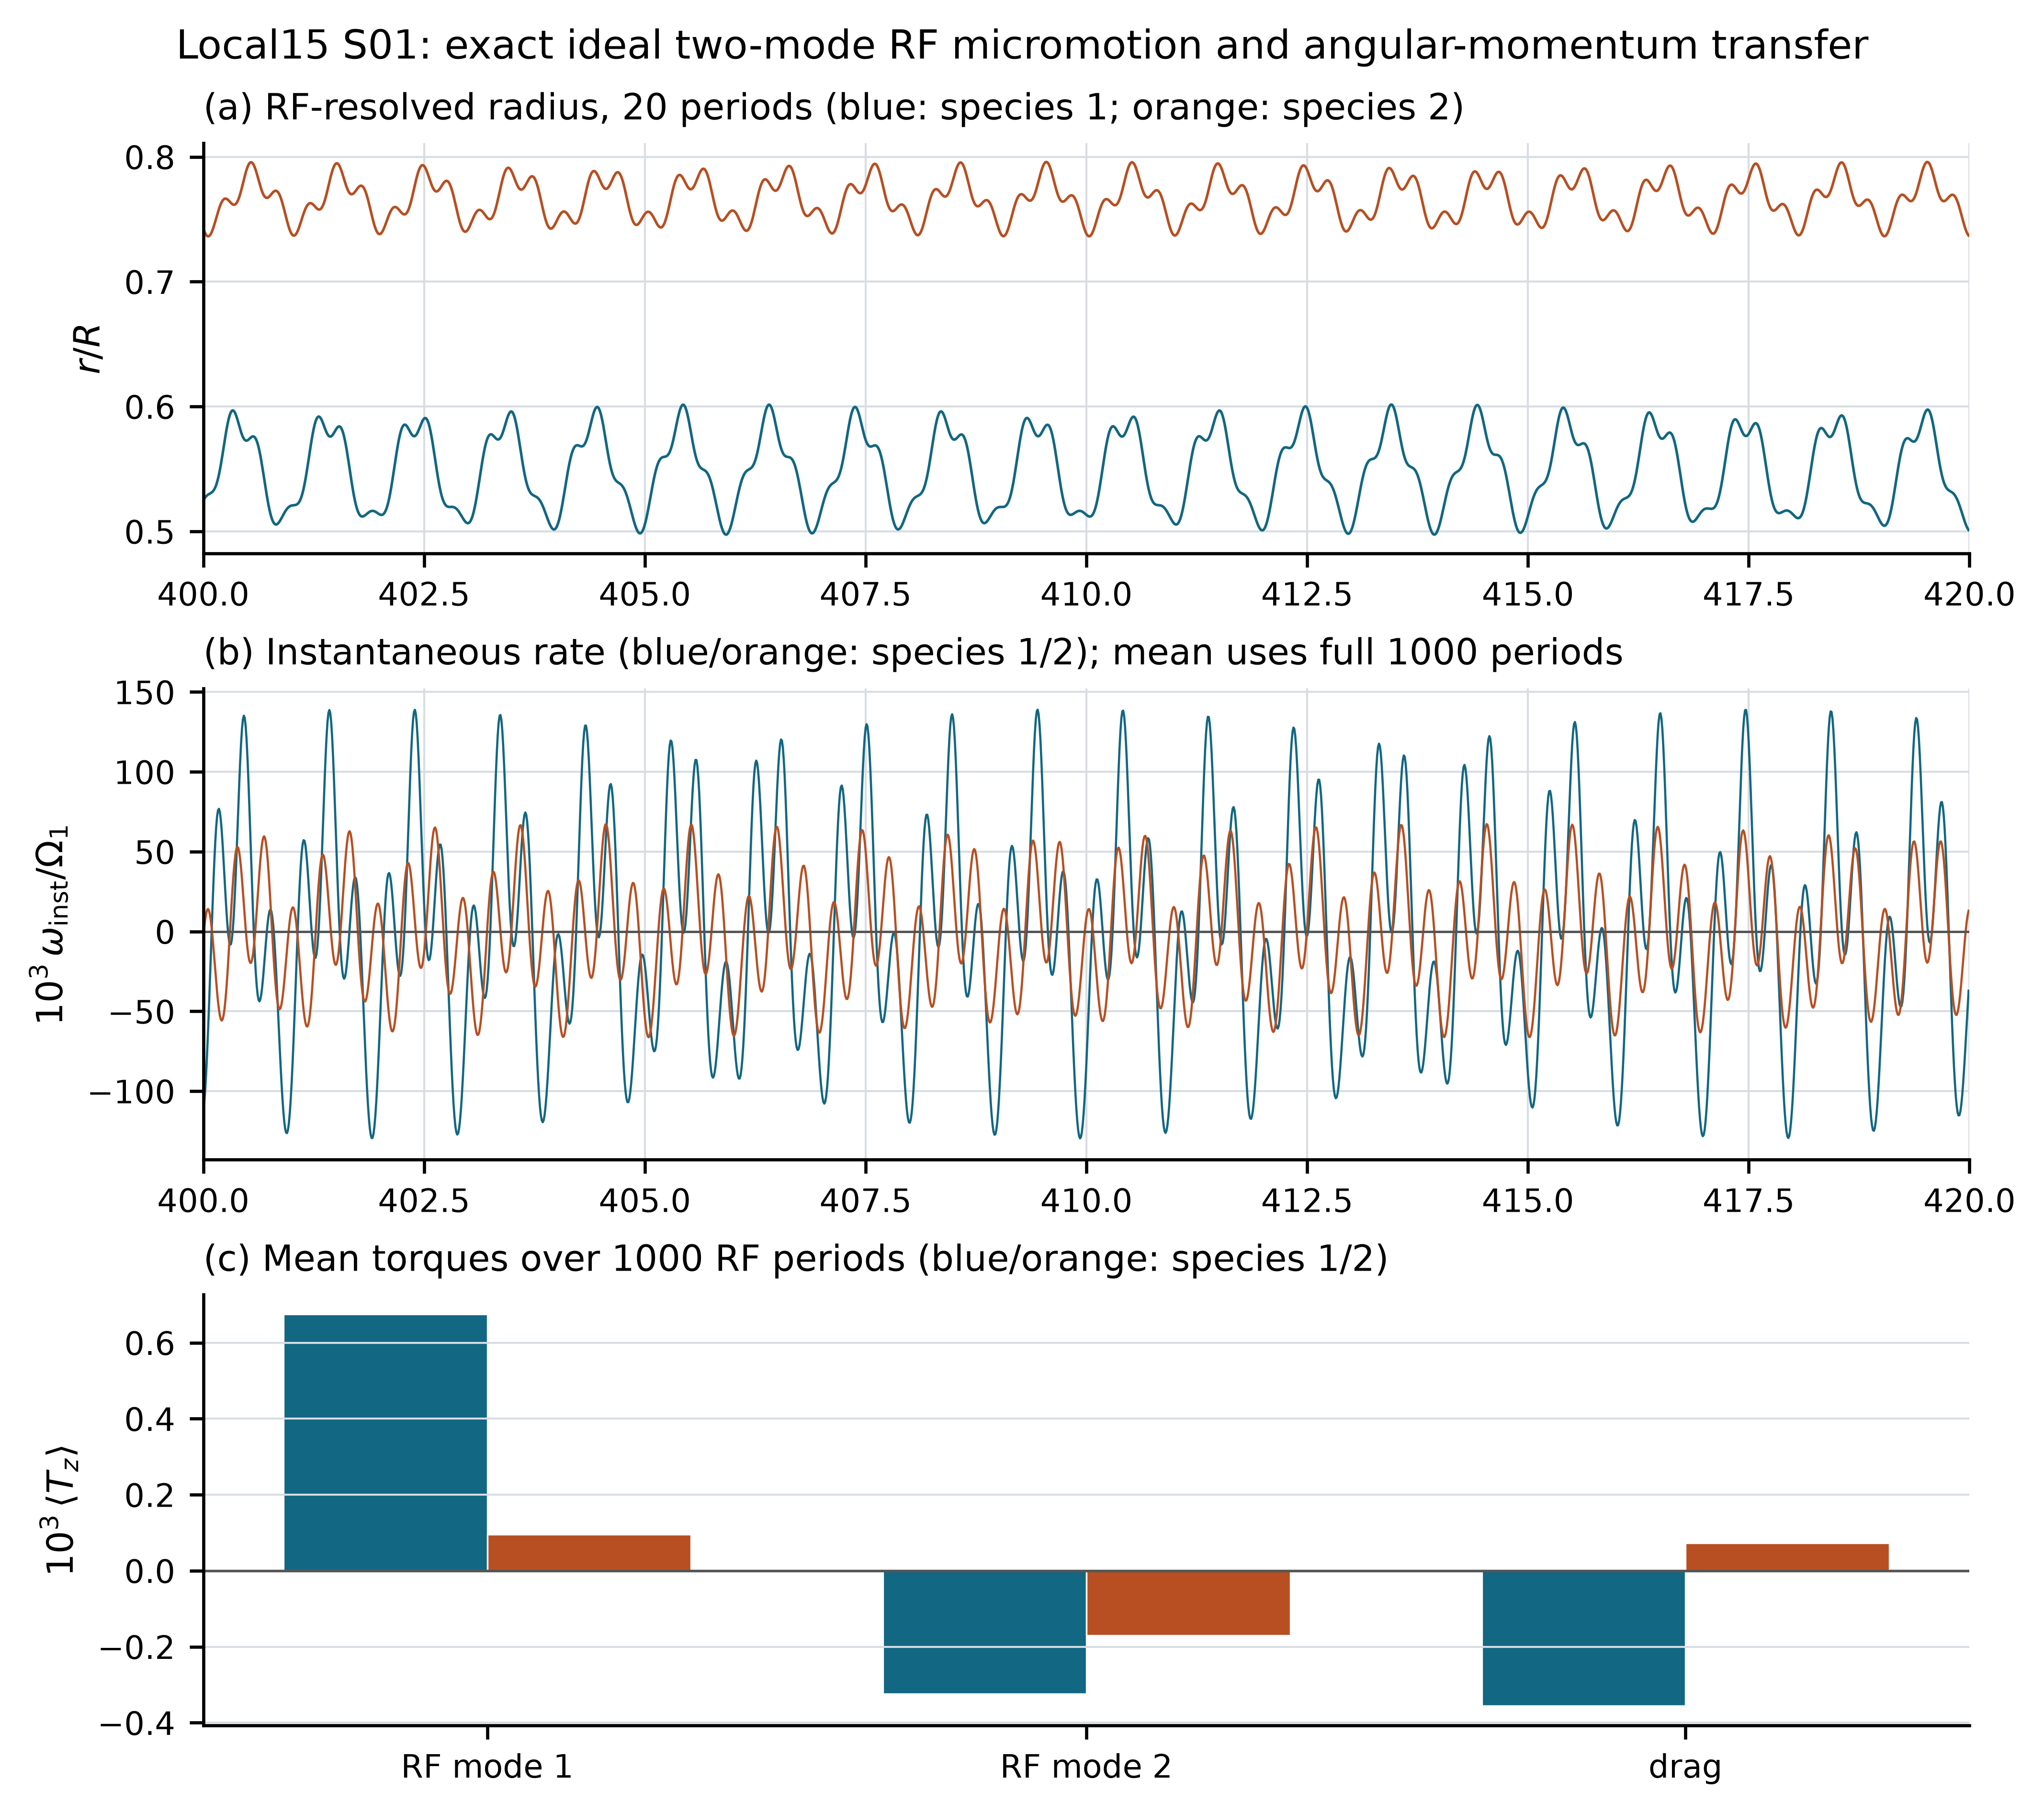 Local15 S01: exact ideal two-mode RF micromotion and angular-momentum transfer
(a) RF-resolved radius, 20 periods (blue: species 1; orange: species 2)
0.8
0.7
0.6
0.5
r/R
400.0 402.5 405.0 407.5 410.0 412.5 415.0 417.5 420.0
(b) Instantaneous rate (blue/orange: species 1/2); mean uses full 1000 periods
150
100
50
0
−50
−100
10³ ω_inst/Ω₁
400.0 402.5 405.0 407.5 410.0 412.5 415.0 417.5 420.0
(c) Mean torques over 1000 RF periods (blue/orange: species 1/2)
0.6
0.4
0.2
0.0
−0.2
−0.4
10³ ⟨T_z⟩
RF mode 1 RF mode 2 drag